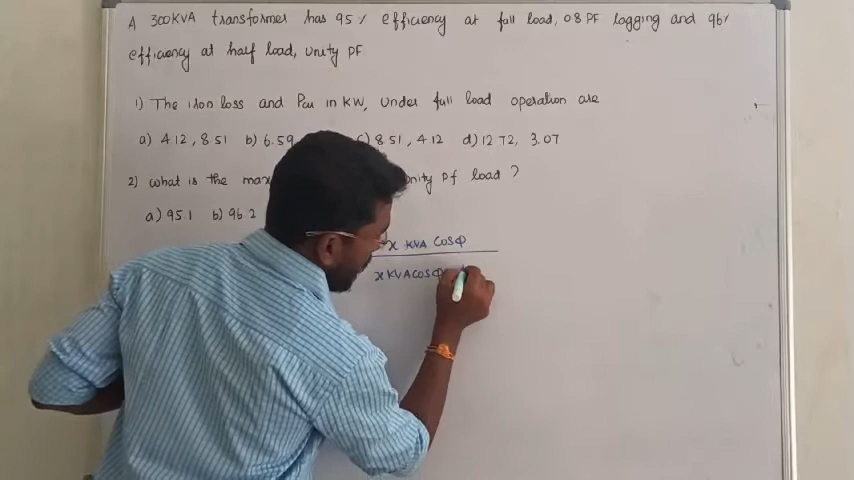 A 300KVA transformer has 95% efficiency at full load, 0.8 PF lagging and 96%
efficiency at half load, unity PF
1) The iron loss and Pcu in KW, under full load operation are
a) 4.12, 8.51 b) 6.59 c) 8.51, 4.12 d) 12.72, 3.07
2) what is the max unity pf load ?
a) 95.1 b) 96.2
x KVA COSΦ
x KVA COSΦ